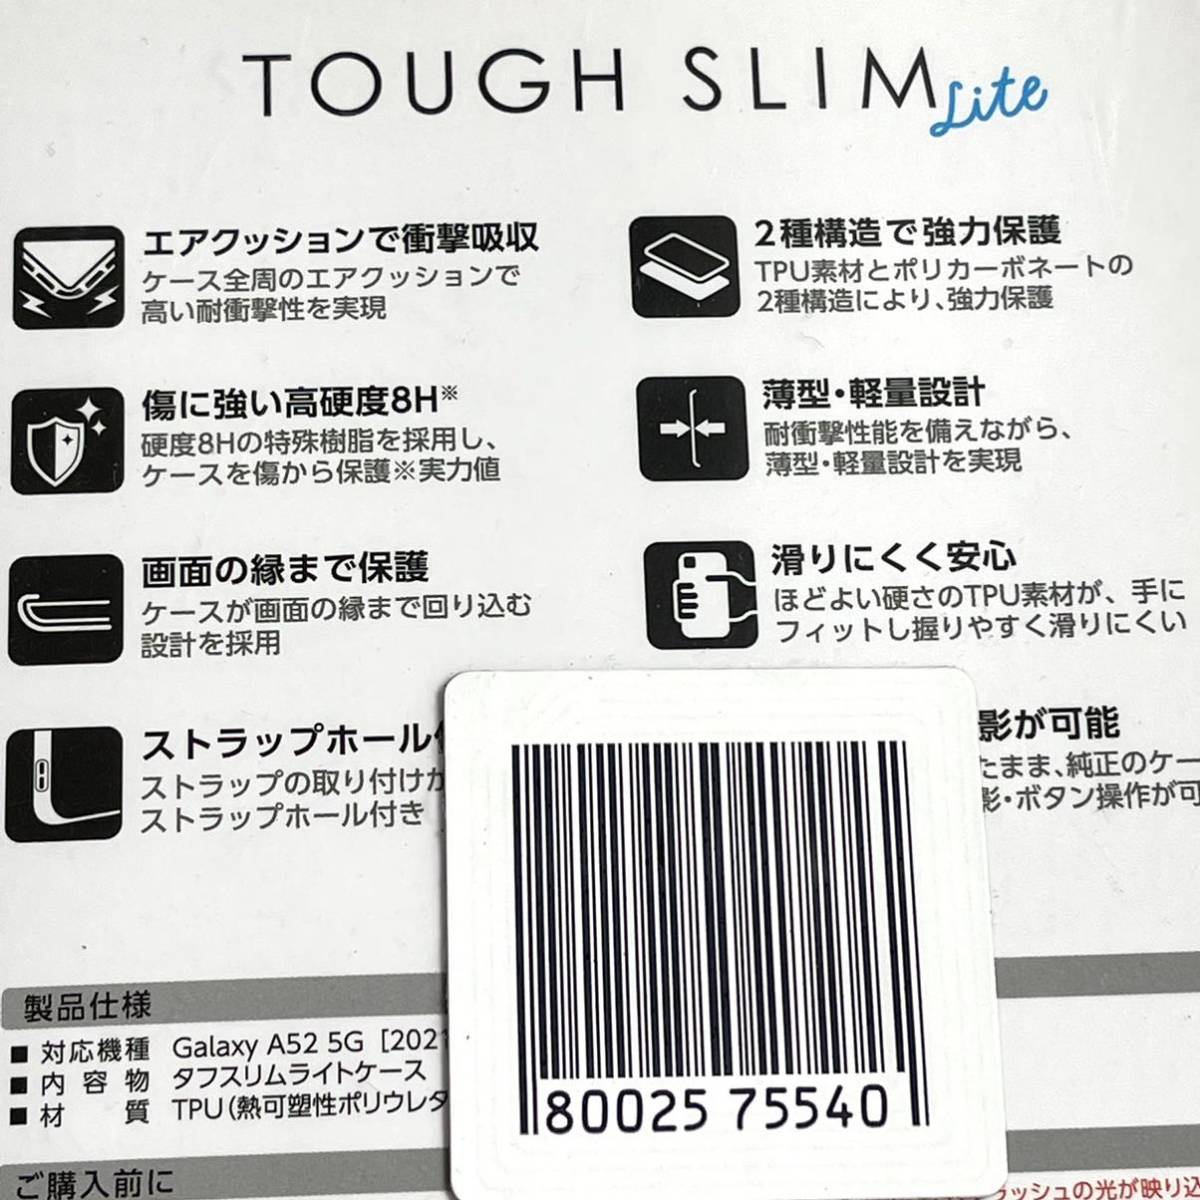 TOUGH SLIM Lite
エアクッションで衝撃吸収
ケース全周のエアクッションで
高い耐衝撃性を実現
2種構造で強力保護
TPU素材とポリカーボネートの
2種構造により、強力保護
傷に強い高硬度8H※
硬度8Hの特殊樹脂を採用し、
ケースを傷から保護※実力値
薄型・軽量設計
耐衝撃性能を備えながら、
薄型・軽量設計を実現
画面の縁まで保護
ケースが画面の縁まで回り込む
設計を採用
滑りにくく安心
ほどよい硬さのTPU素材が、手に
フィットし握りやすく滑りにくい
ストラップホール
ストラップの取り付けが
ストラップホール付き
影が可能
たまま、純正のケー
影・ボタン操作が可
80025 75540
製品仕様
■ 対応機種 Galaxy A52 5G [2021
■ 内容物 タフスリムライトケース
■ 材質 TPU(熱可塑性ポリウレタ
ご購入前に
ラッシュの光が映り込